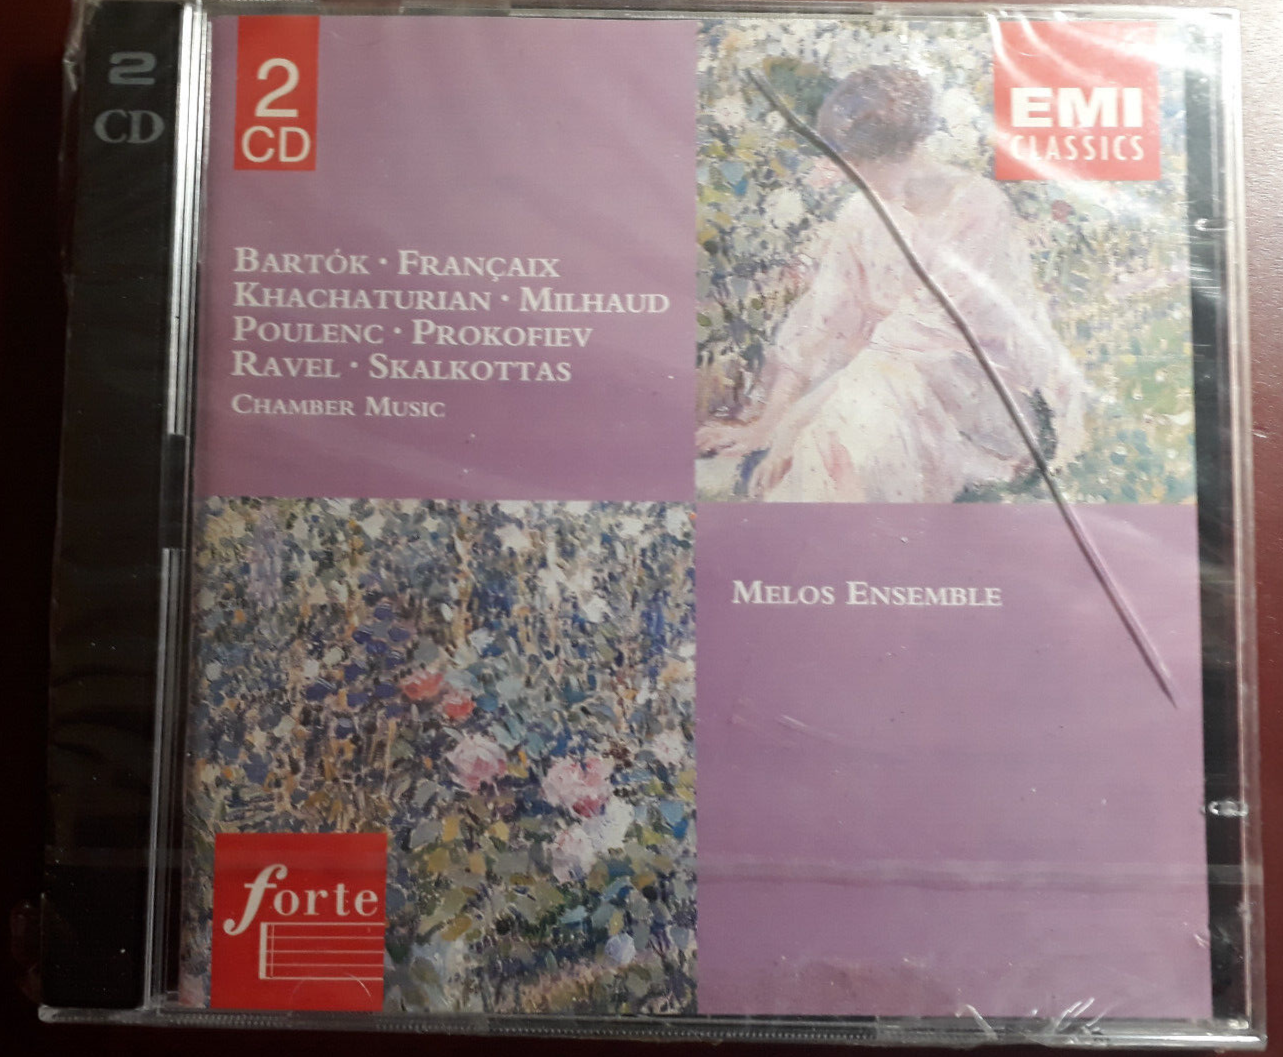 2
CD
2
CD
EMI
CLASSICS
BARTÓK · FRANÇAIX
KHACHATURIAN · MILHAUD
POULENC · PROKOFIEV
RAVEL · SKALKOTTAS
CHAMBER MUSIC
MELOS ENSEMBLE
forte